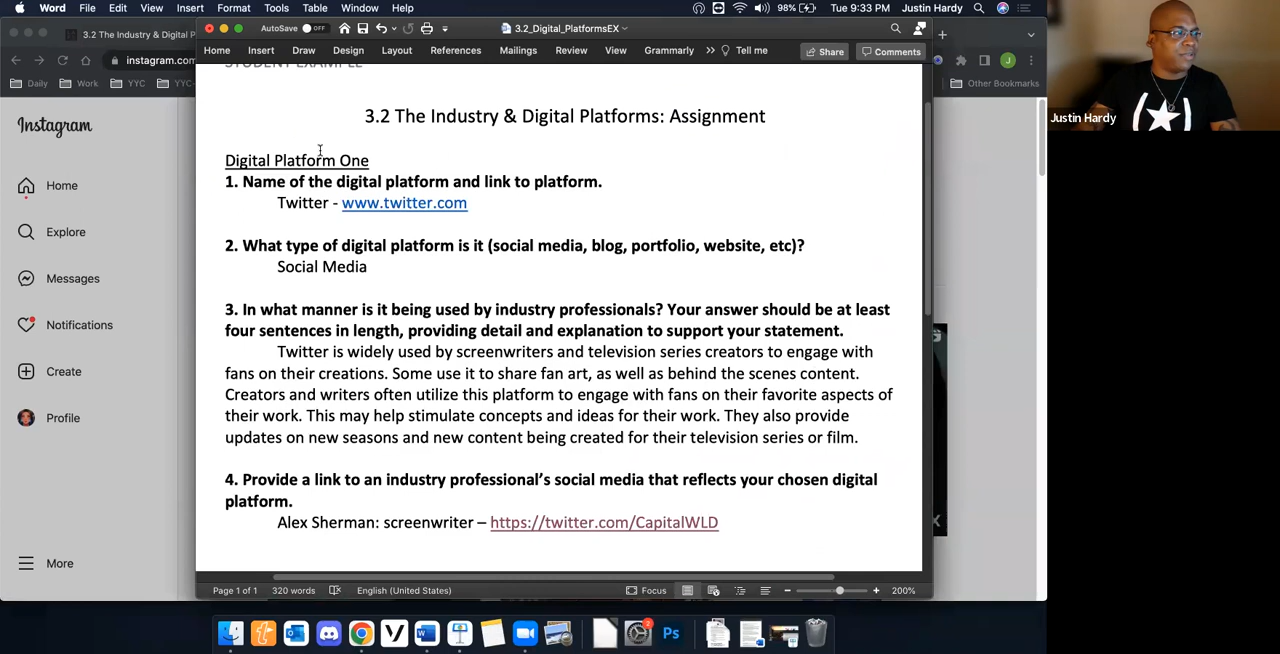 Word File Edit View Insert Format Tools Table Window Help 98% Tue 9:33 PM Justin Hardy
3.2 The Industry & Digital P
AutoSave OFF 3.2_Digital_PlatformsEX
Home Insert Draw Design Layout References Mailings Review View Grammarly >> Tell me Share Comments
instagram.com J
Daily Work YYC YYC Other Bookmarks
Instagram
Home
Explore
Messages
Notifications
Create
Profile
More
STUDENT EXAMPLE
3.2 The Industry & Digital Platforms: Assignment
Digital Platform One
1. Name of the digital platform and link to platform.
Twitter - www.twitter.com
2. What type of digital platform is it (social media, blog, portfolio, website, etc)?
Social Media
3. In what manner is it being used by industry professionals? Your answer should be at least
four sentences in length, providing detail and explanation to support your statement.
Twitter is widely used by screenwriters and television series creators to engage with
fans on their creations. Some use it to share fan art, as well as behind the scenes content.
Creators and writers often utilize this platform to engage with fans on their favorite aspects of
their work. This may help stimulate concepts and ideas for their work. They also provide
updates on new seasons and new content being created for their television series or film.
4. Provide a link to an industry professional's social media that reflects your chosen digital
platform.
Alex Sherman: screenwriter – https://twitter.com/CapitalWLD
Page 1 of 1 320 words English (United States) Focus 200%
Justin Hardy
Ps
2